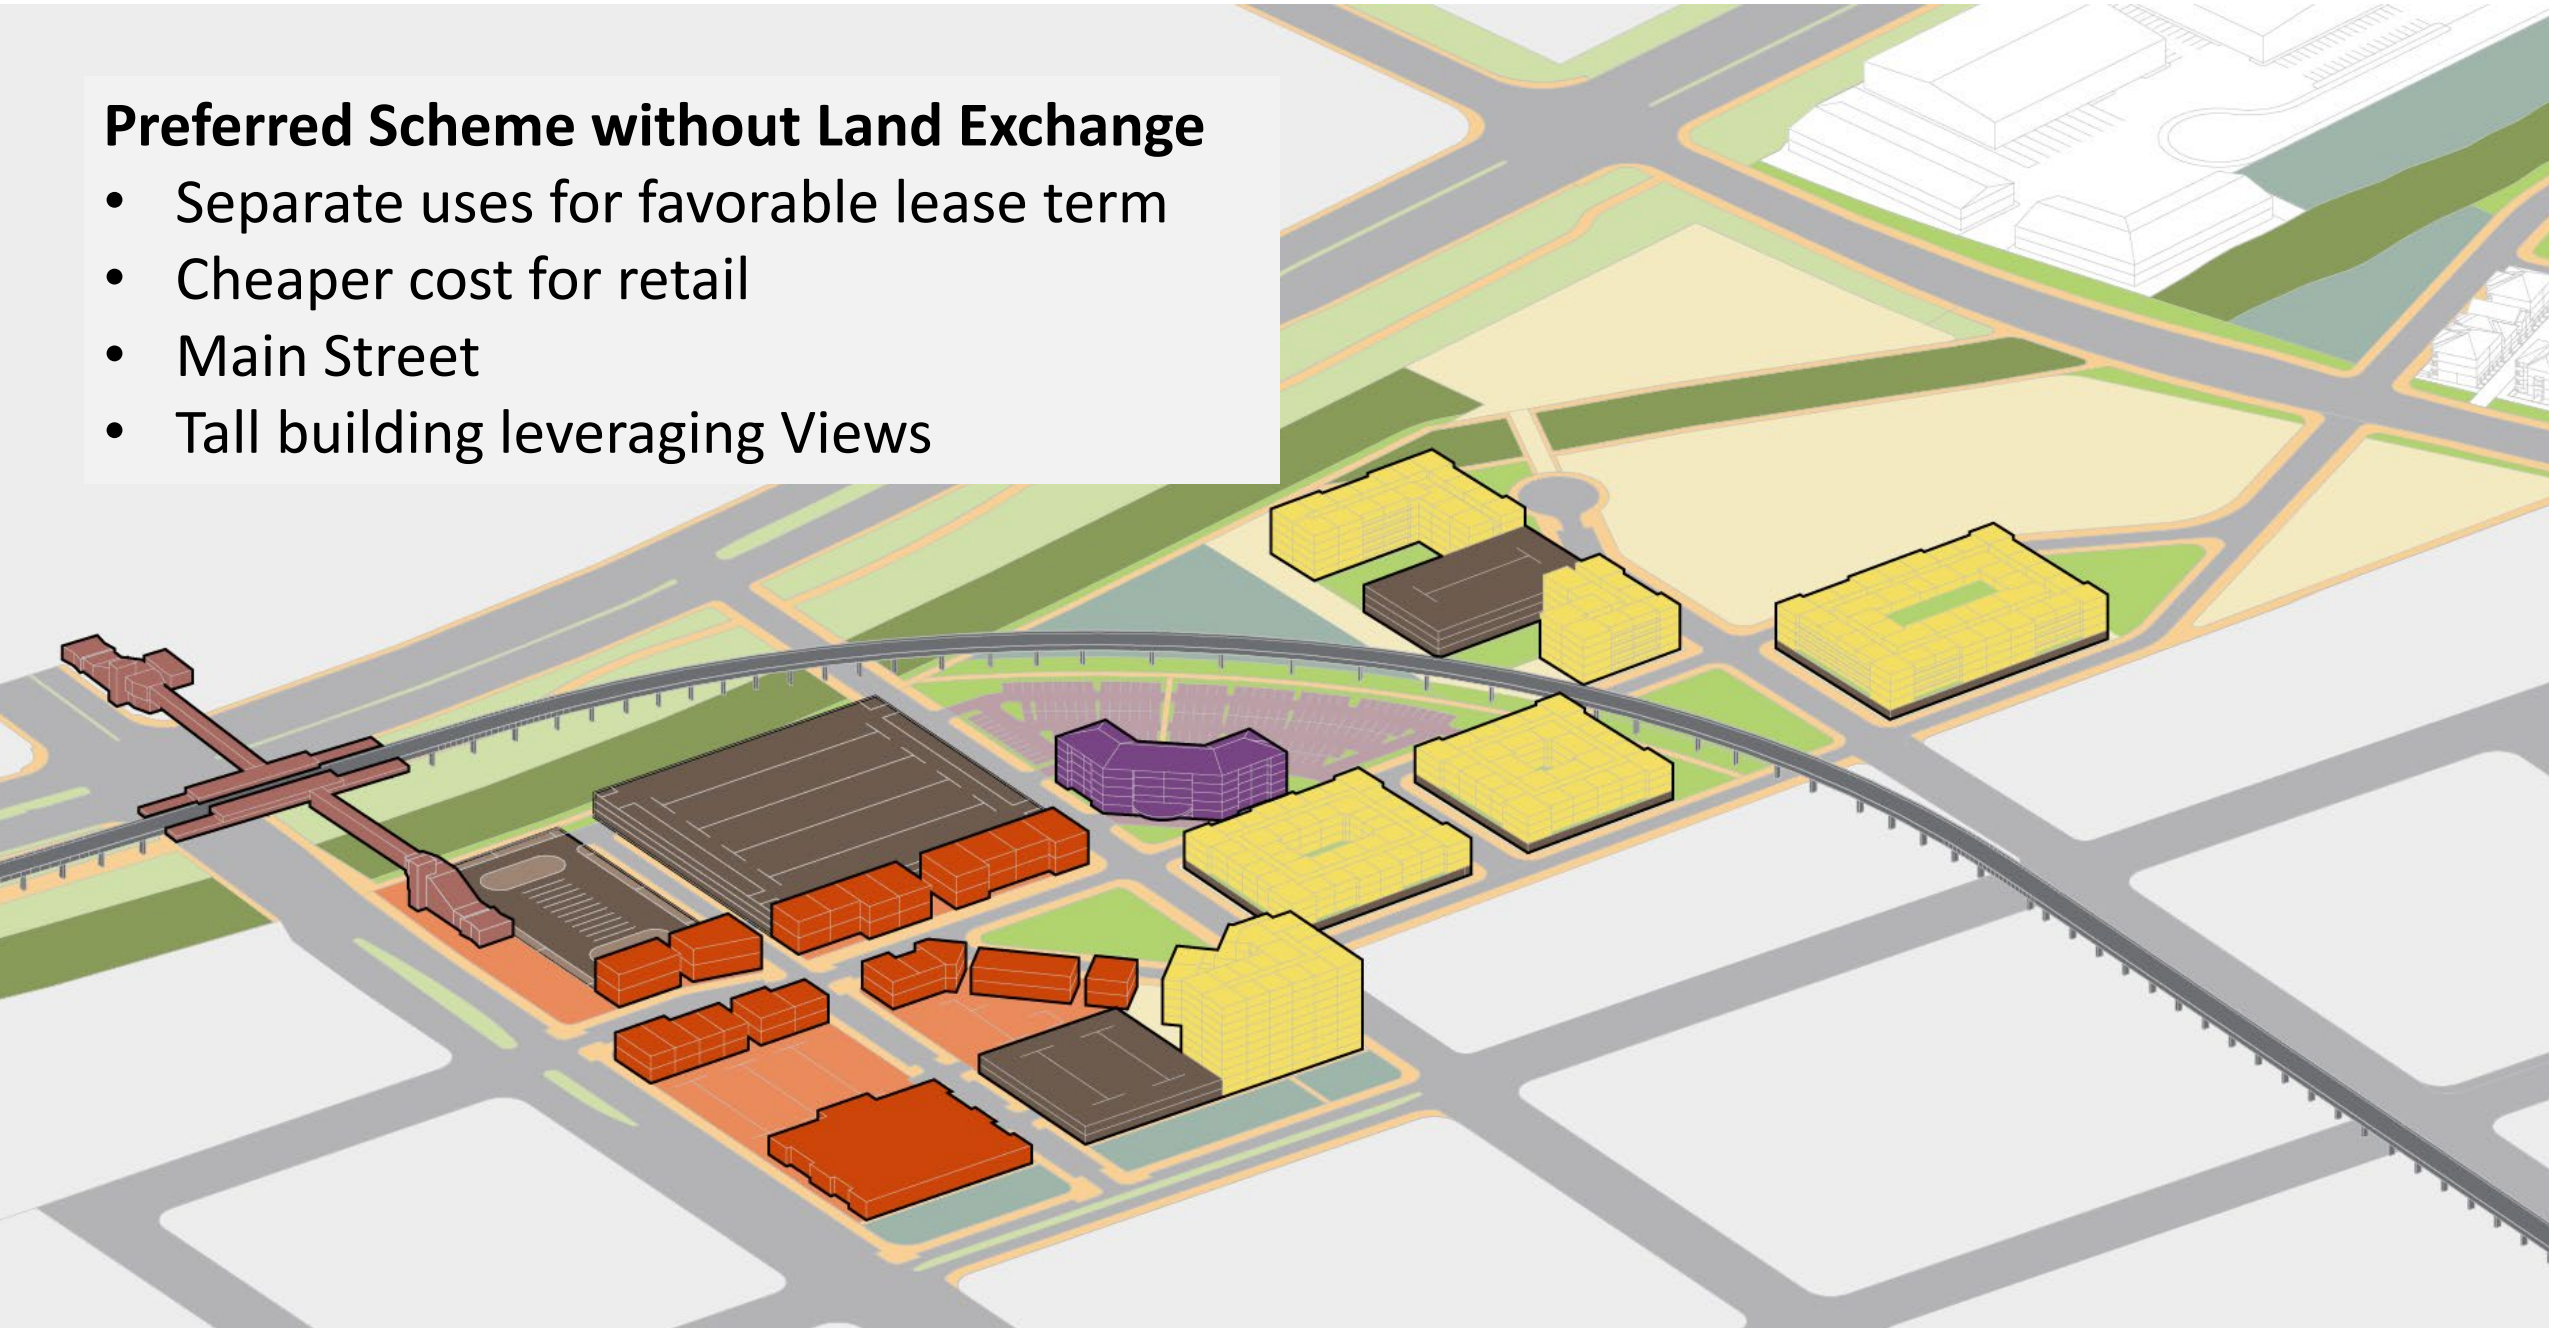 Preferred Scheme without Land Exchange
• Separate uses for favorable lease term
• Cheaper cost for retail
• Main Street
• Tall building leveraging Views